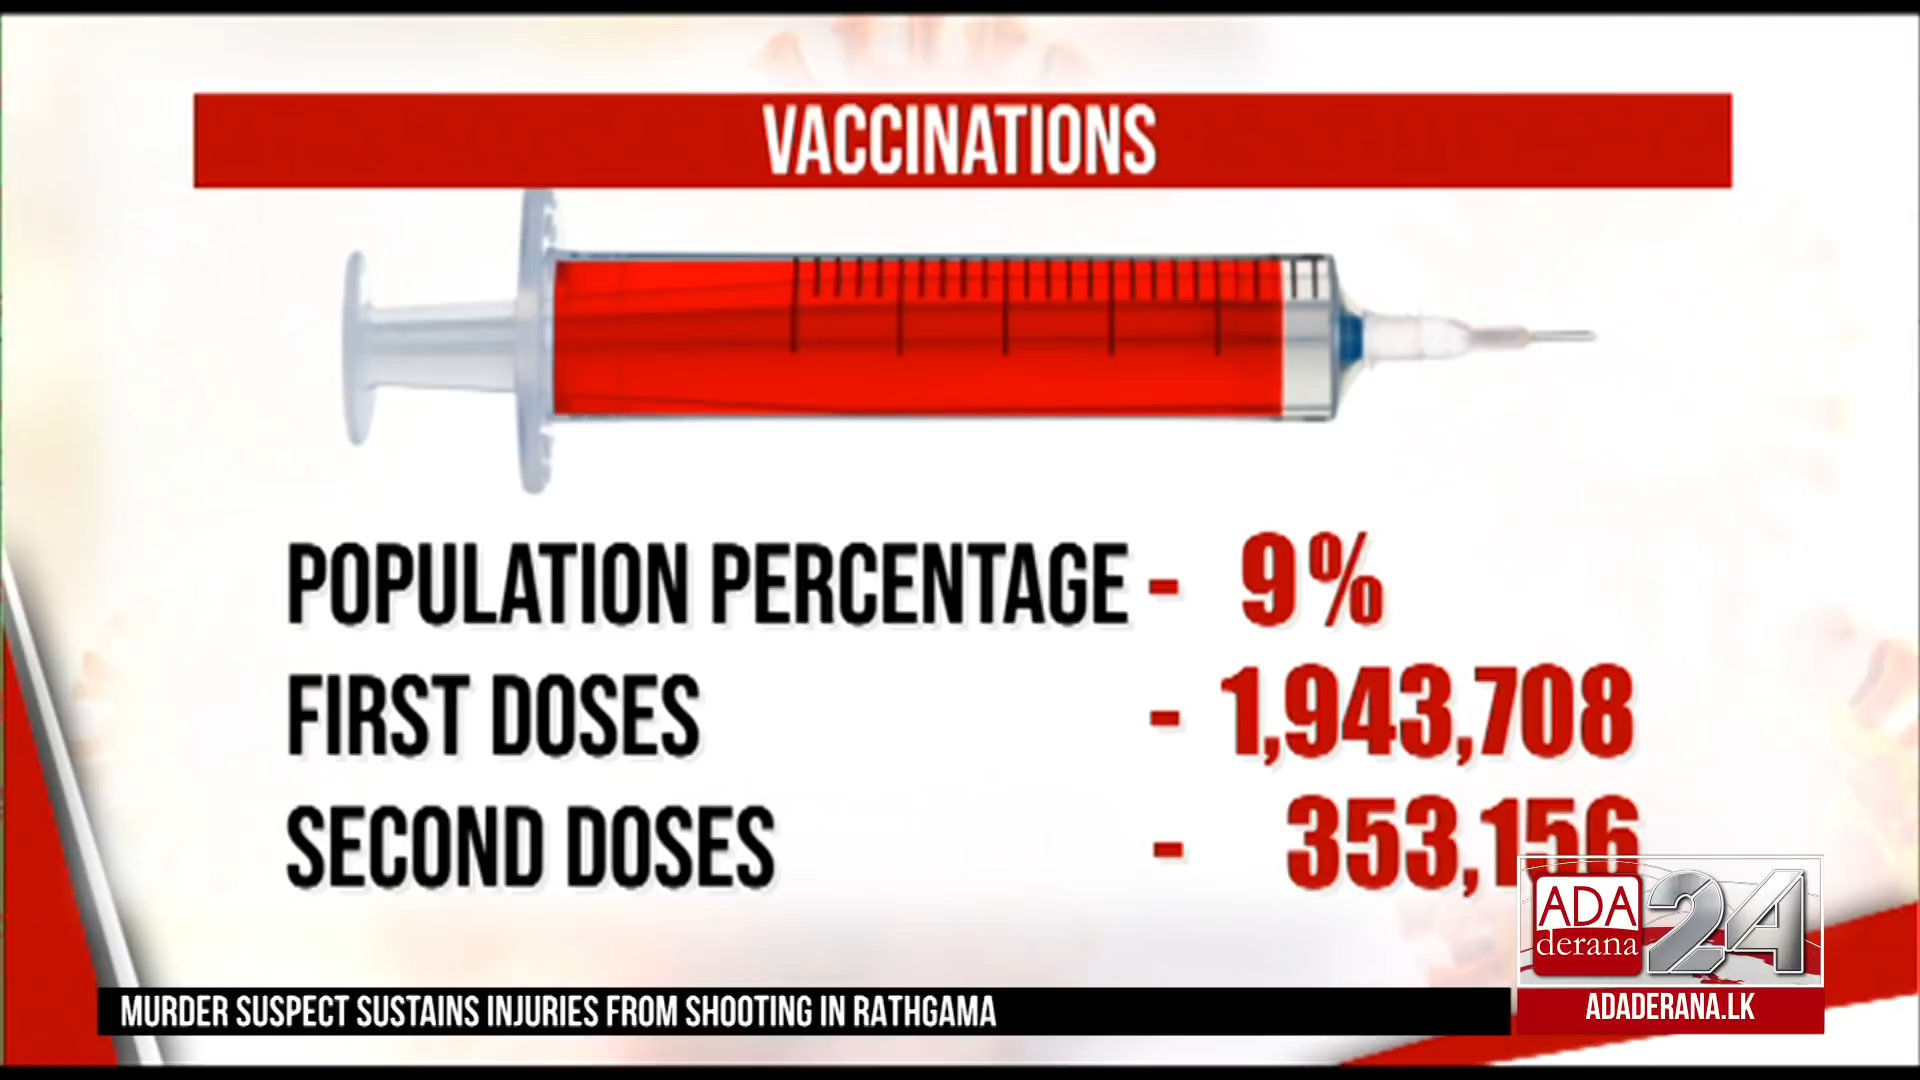 VACCINATIONS
POPULATION PERCENTAGE - 9%
FIRST DOSES - 1,943,708
SECOND DOSES - 353,156
ADA
derana
24
MURDER SUSPECT SUSTAINS INJURIES FROM SHOOTING IN RATHGAMA
ADADERANA.LK